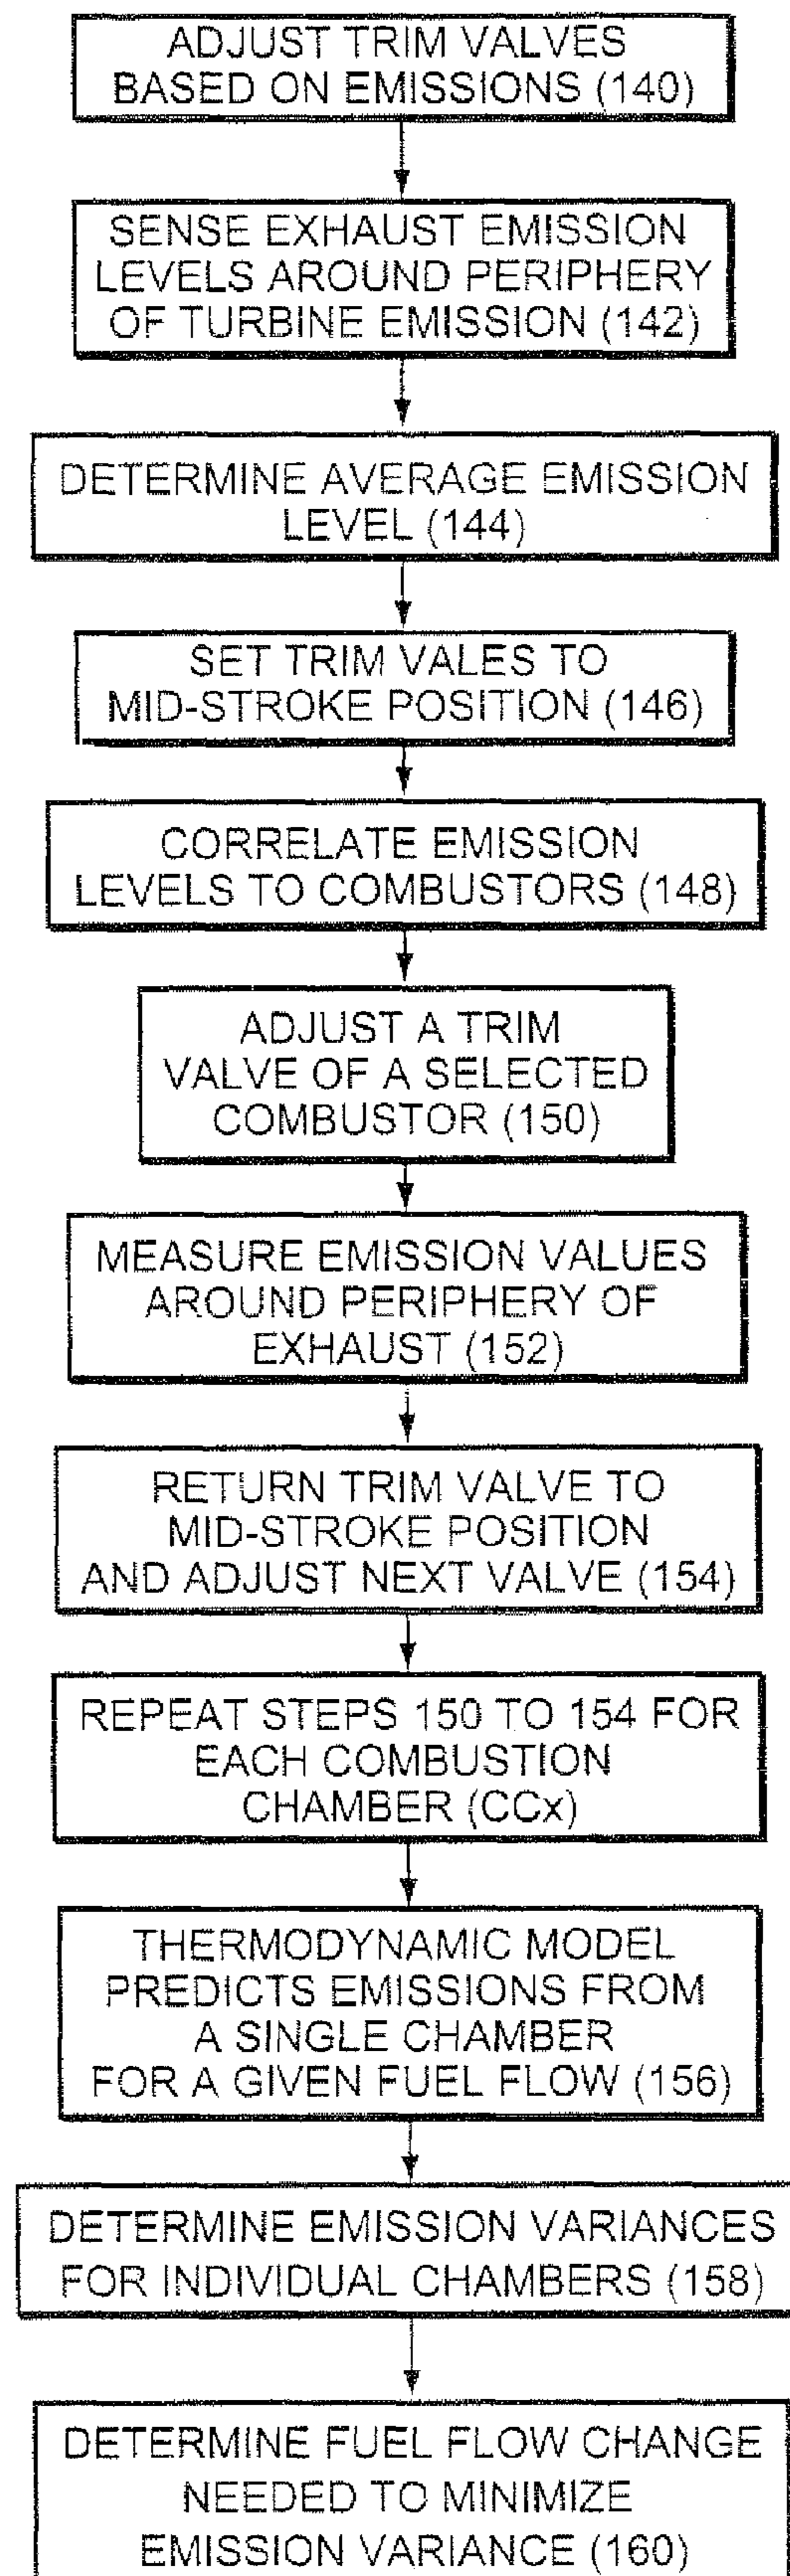 ADJUST TRIM VALVES
BASED ON EMISSIONS (140)
SENSE EXHAUST EMISSION
LEVELS AROUND PERIPHERY
OF TURBINE EMISSION (142)
DETERMINE AVERAGE EMISSION
LEVEL (144)
SET TRIM VALES TO
MID-STROKE POSITION (146)
CORRELATE EMISSION
LEVELS TO COMBUSTORS (148)
ADJUST A TRIM
VALVE OF A SELECTED
COMBUSTOR (150)
MEASURE EMISSION VALUES
AROUND PERIPHERY OF
EXHAUST (152)
RETURN TRIM VALVE TO
MID-STROKE POSITION
AND ADJUST NEXT VALVE (154)
REPEAT STEPS 150 TO 154 FOR
EACH COMBUSTION
CHAMBER (CCx)
THERMODYNAMIC MODEL
PREDICTS EMISSIONS FROM
A SINGLE CHAMBER
FOR A GIVEN FUEL FLOW (156)
DETERMINE EMISSION VARIANCES
FOR INDIVIDUAL CHAMBERS (158)
DETERMINE FUEL FLOW CHANGE
NEEDED TO MINIMIZE
EMISSION VARIANCE (160)